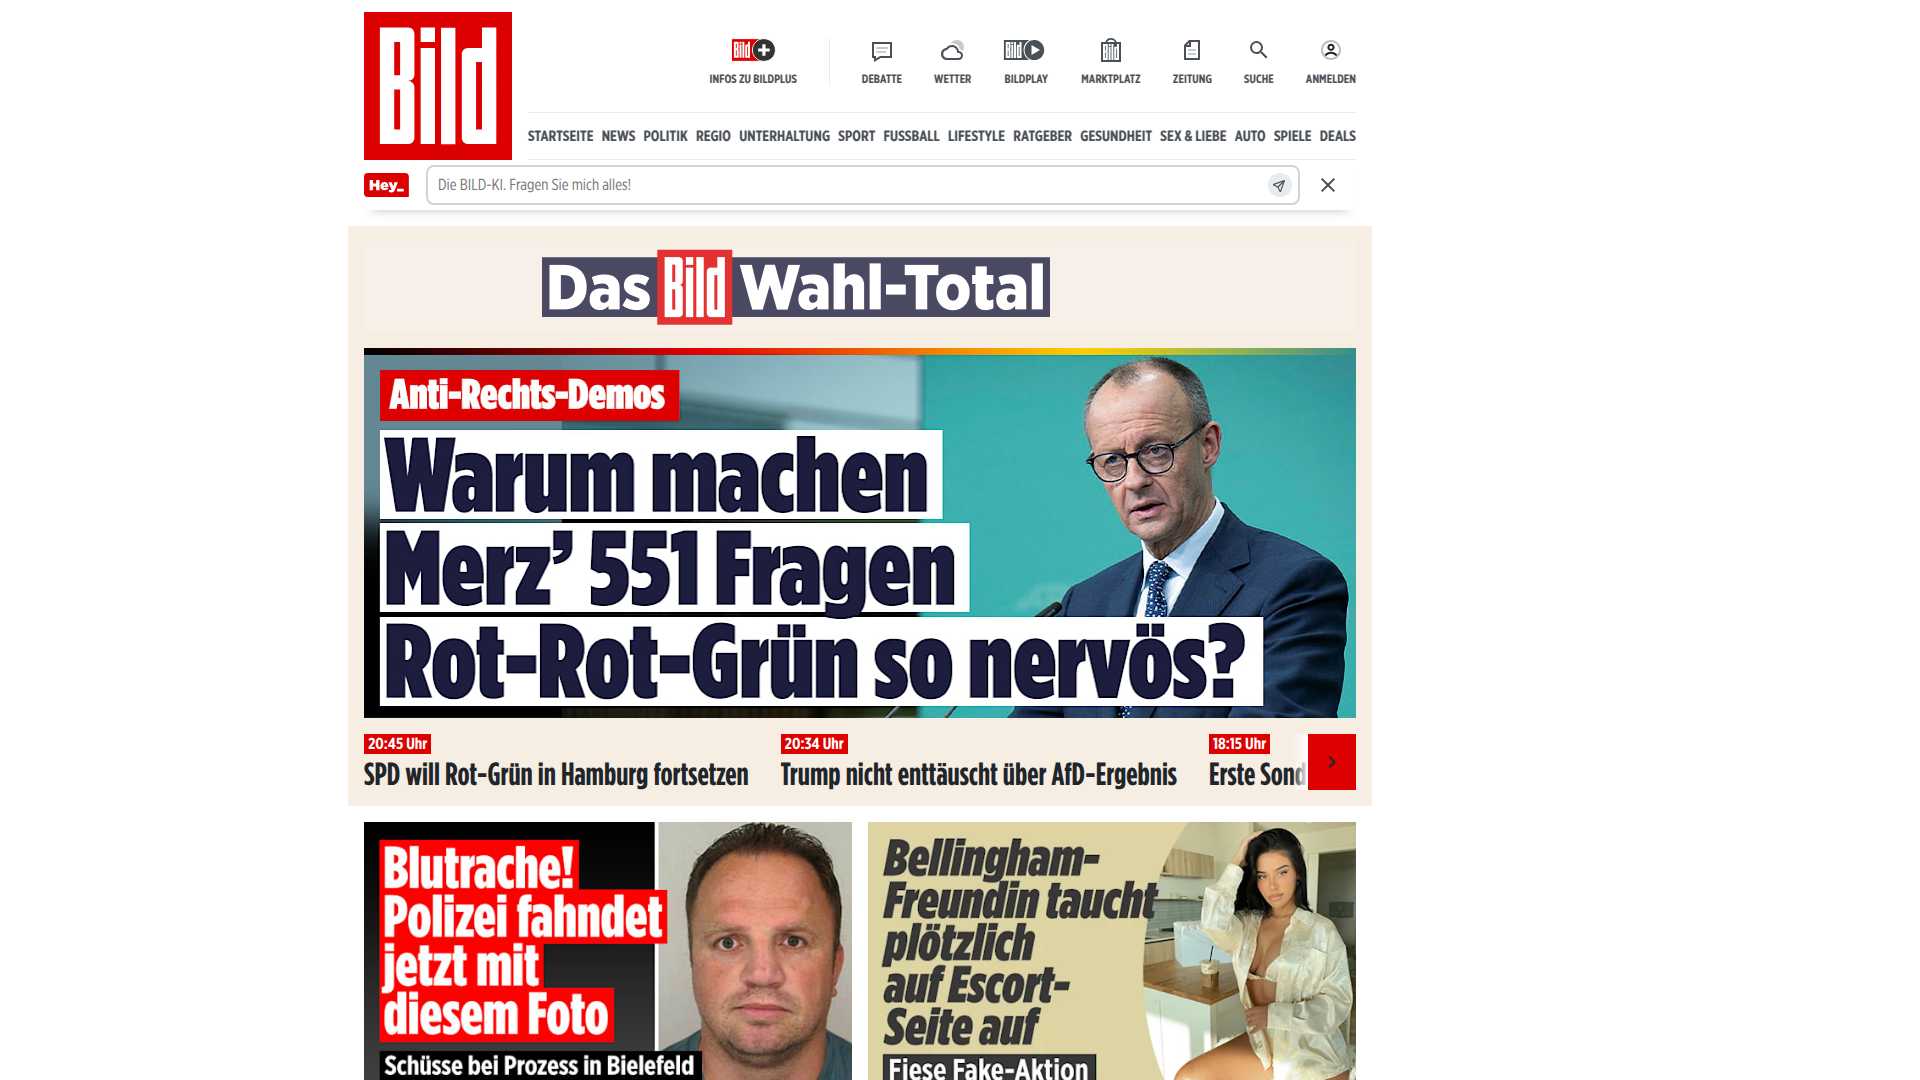 Bild
INFOS ZU BILDPLUS
DEBATTE
WETTER
BILDPLAY
MARKTPLATZ
ZEITUNG
SUCHE
ANMELDEN
STARTSEITE NEWS POLITIK REGIO UNTERHALTUNG SPORT FUSSBALL LIFESTYLE RATGEBER GESUNDHEIT SEX & LIEBE AUTO SPIELE DEALS
Hey_
Die BILD-KI. Fragen Sie mich alles!
Das Bild Wahl-Total
Anti-Rechts-Demos
Warum machen
Merz’ 551 Fragen
Rot-Rot-Grün so nervös?
20:45 Uhr
SPD will Rot-Grün in Hamburg fortsetzen
20:34 Uhr
Trump nicht enttäuscht über AfD-Ergebnis
18:15 Uhr
Erste Sond
Blutrache!
Polizei fahndet
jetzt mit
diesem Foto
Schüsse bei Prozess in Bielefeld
Bellingham-
Freundin taucht
plötzlich
auf Escort-
Seite auf
Fiese Fake-Aktion